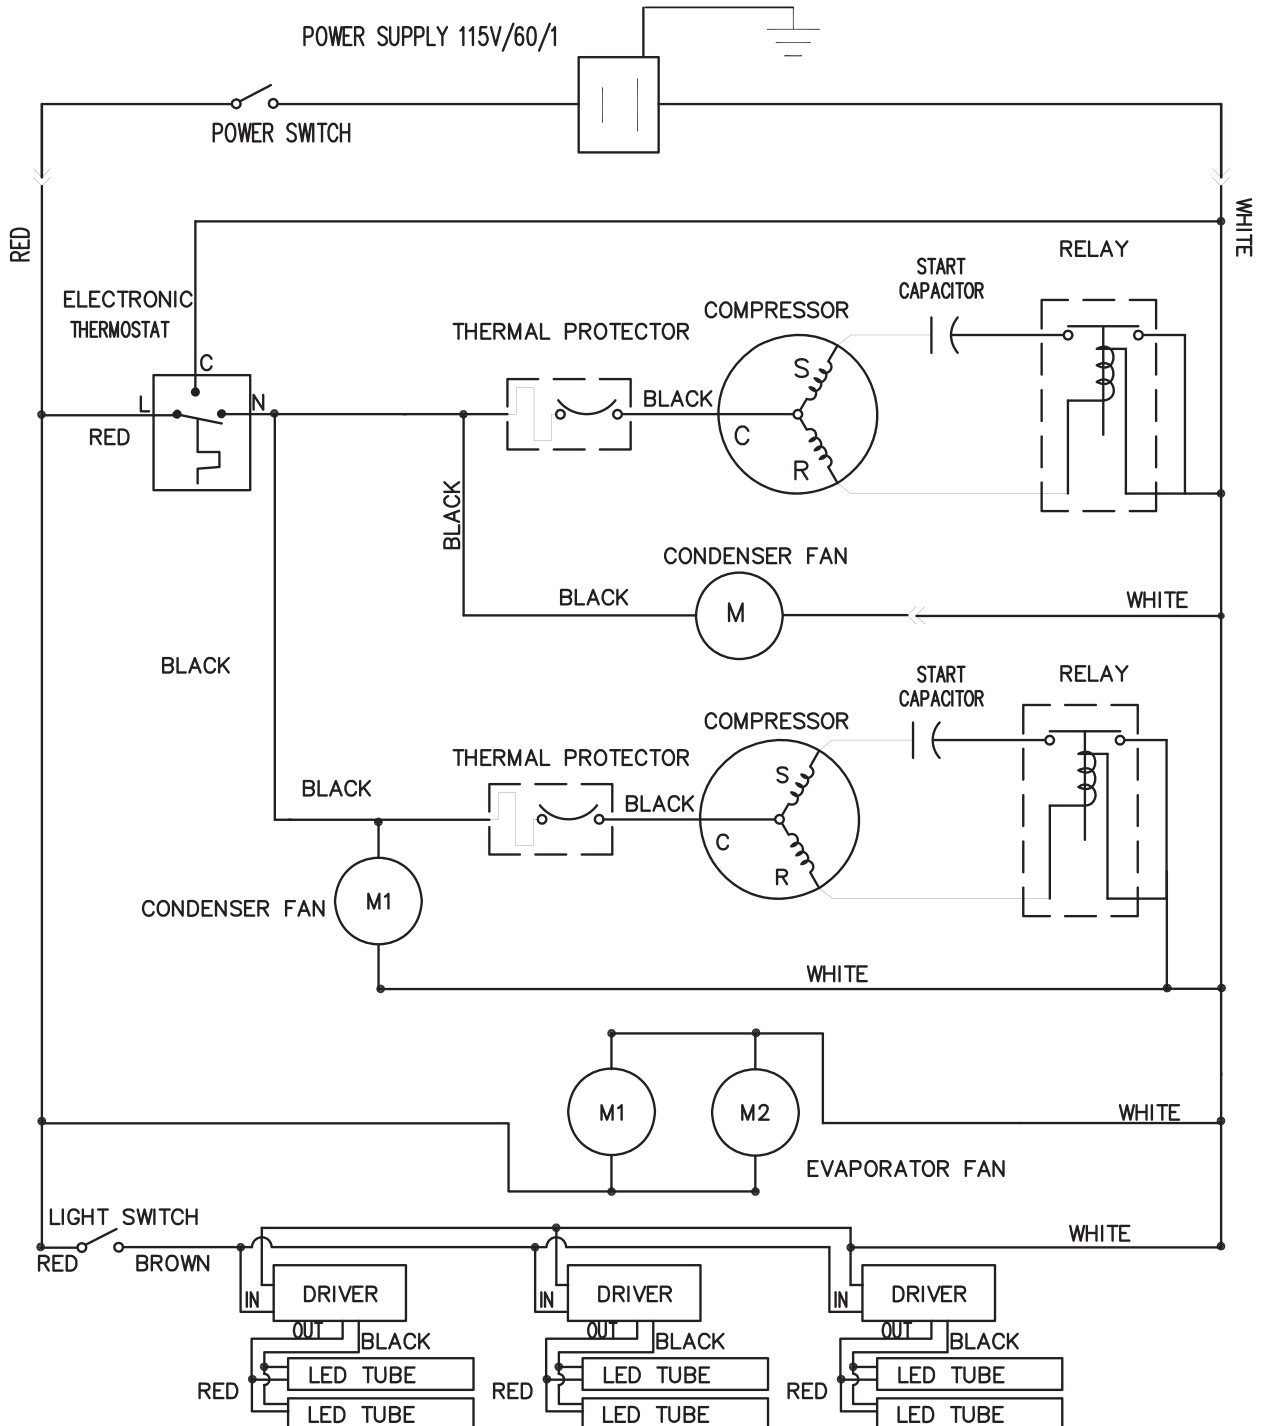 POWER SUPPLY 115V/60/1
POWER SWITCH
RED
WHITE
RELAY
START
CAPACITOR
ELECTRONIC
THERMOSTAT
COMPRESSOR
THERMAL PROTECTOR
C
S
L
N
BLACK
RED
C
R
BLACK
CONDENSER FAN
BLACK
M
WHITE
BLACK
START
CAPACITOR
RELAY
COMPRESSOR
THERMAL PROTECTOR
S
BLACK
BLACK
C
R
M1
CONDENSER FAN
WHITE
M1
M2
WHITE
EVAPORATOR FAN
LIGHT SWITCH
WHITE
RED
BROWN
IN
DRIVER
IN
DRIVER
IN
DRIVER
OUT
BLACK
OUT
BLACK
OUT
BLACK
LED TUBE
LED TUBE
LED TUBE
RED
RED
RED
LED TUBE
LED TUBE
LED TUBE